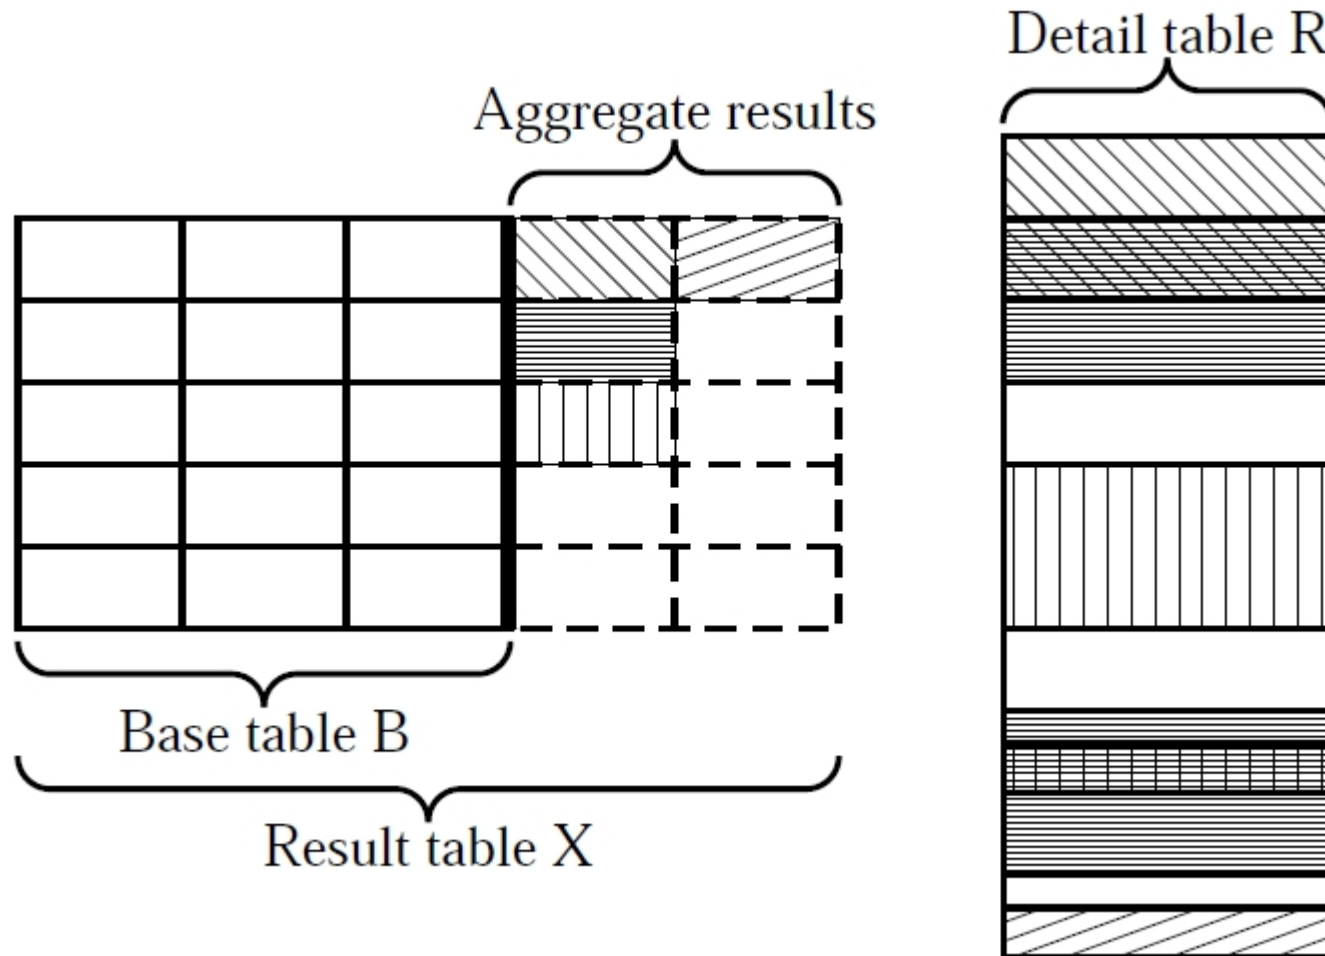 Detail table R
Aggregate results
Base table B
Result table X